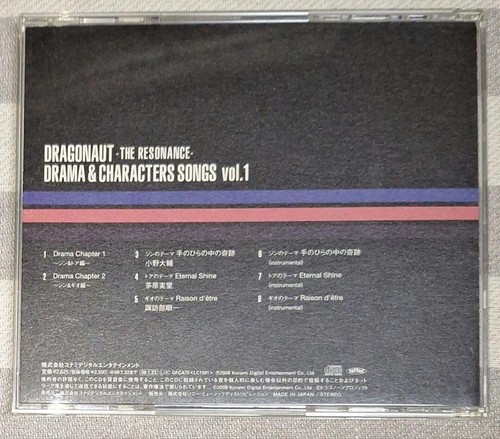 DRAGONAUT -THE RESONANCE-
DRAMA & CHARACTERS SONGS vol.1
1 Drama Chapter 1
〜ジン&トア編〜
2 Drama Chapter 2
〜ジン&ギオ編〜
3 ジンのテーマ 手のひらの中の奇跡
小野大輔
4 トアのテーマ Eternal Shine
茅原実里
5 ギオのテーマ Raison d'être
諏訪部順一
6 ジンのテーマ 手のひらの中の奇跡
(instrumental)
7 トアのテーマ Eternal Shine
(instrumental)
8 ギオのテーマ Raison d'être
(instrumental)
株式会社コナミデジタルエンタテインメント
©2008 Konami Digital Entertainment Co., Ltd.
©2008 Konami Digital Entertainment Co., Ltd.
MADE IN JAPAN / STEREO